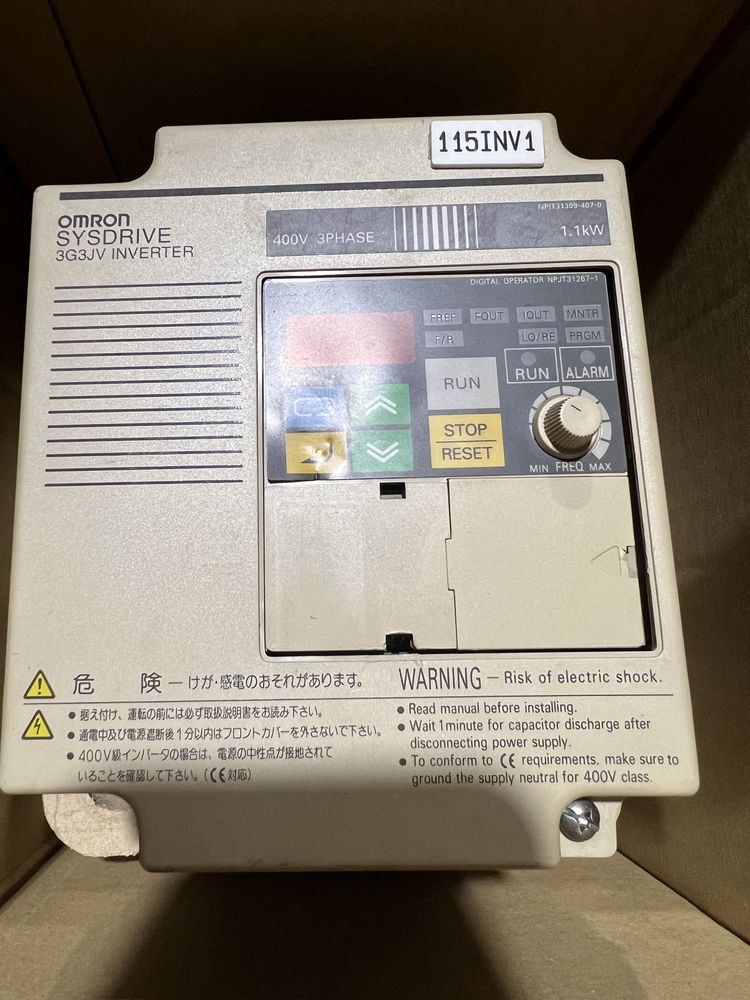 115INV1
OMRON
SYSDRIVE
3G3JV INVERTER
NPIT31309-407-0
400V 3PHASE
1.1kW
DIGITAL OPERATOR NPJT31267-1
FREF FOUT IOUT MNTR
F/R LO/RE PRGM
RUN
RUN ALARM
STOP
RESET
MIN FREQ MAX
危 険 ― けが・感電のおそれがあります。
● 据え付け、運転の前には必ず取扱説明書をお読み下さい。
● 通電中及び電源遮断後1分以内はフロントカバーを外さないで下さい。
● 400V級インバータの場合は、電源の中性点が接地されて
いることを確認して下さい。(CE対応)
WARNING – Risk of electric shock.
● Read manual before installing.
● Wait 1minute for capacitor discharge after
disconnecting power supply.
● To conform to CE requirements, make sure to
ground the supply neutral for 400V class.